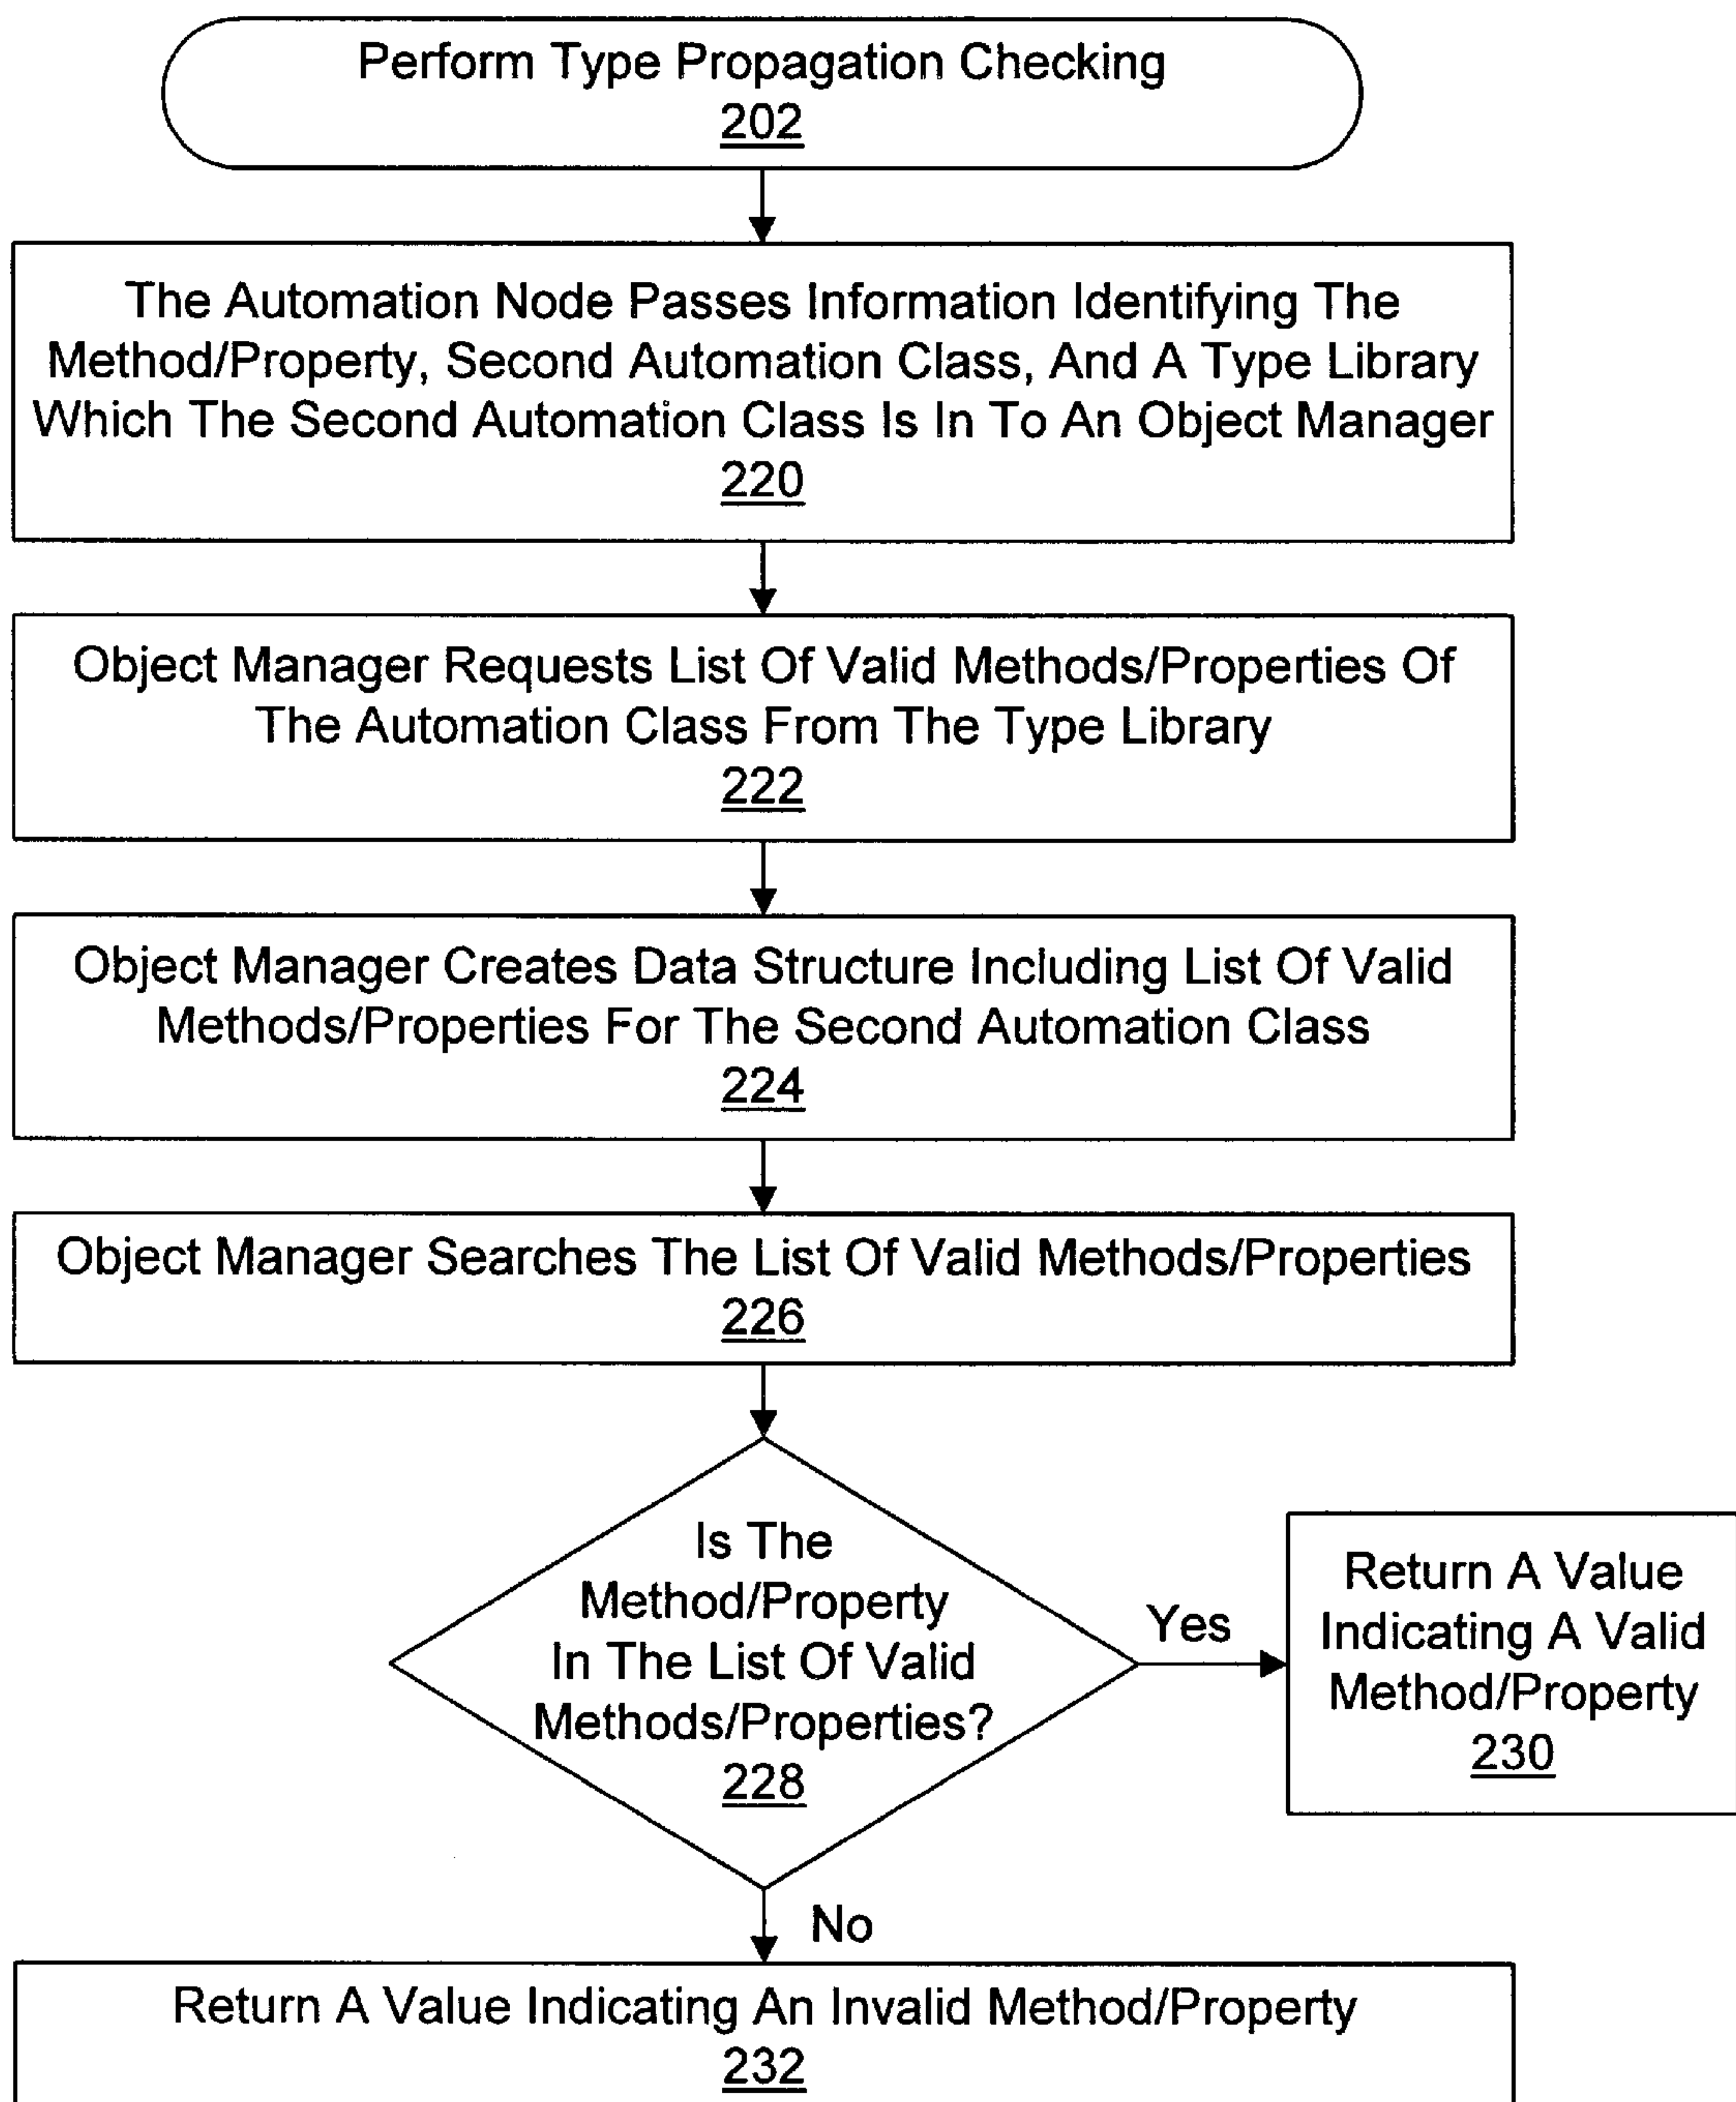 Perform Type Propagation Checking
202
The Automation Node Passes Information Identifying The
Method/Property, Second Automation Class, And A Type Library
Which The Second Automation Class Is In To An Object Manager
220
Object Manager Requests List Of Valid Methods/Properties Of
The Automation Class From The Type Library
222
Object Manager Creates Data Structure Including List Of Valid
Methods/Properties For The Second Automation Class
224
Object Manager Searches The List Of Valid Methods/Properties
226
Is The
Method/Property
In The List Of Valid
Methods/Properties?
228
Yes
Return A Value
Indicating A Valid
Method/Property
230
No
Return A Value Indicating An Invalid Method/Property
232